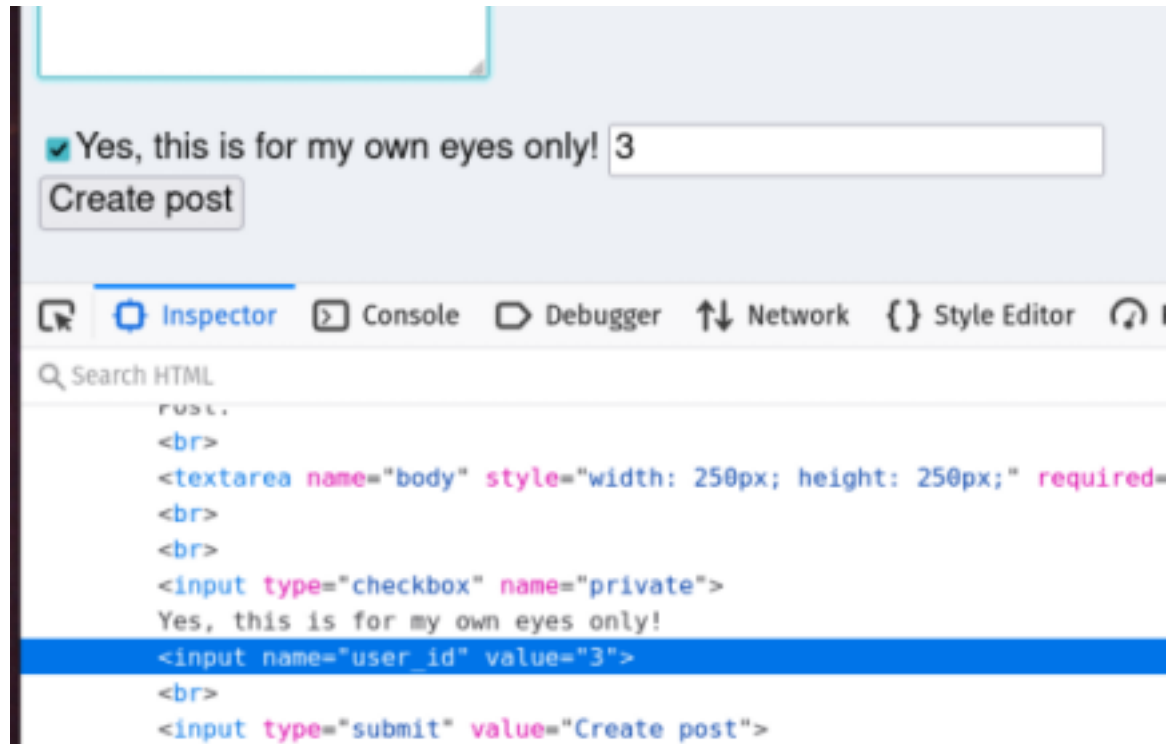 Yes, this is for my own eyes only! 3
Create post
Inspector Console Debugger Network Style Editor
Search HTML
Post.
<br>
<textarea name="body" style="width: 250px; height: 250px;" required=
<br>
<br>
<input type="checkbox" name="private">
Yes, this is for my own eyes only!
<input name="user_id" value="3">
<br>
<input type="submit" value="Create post">